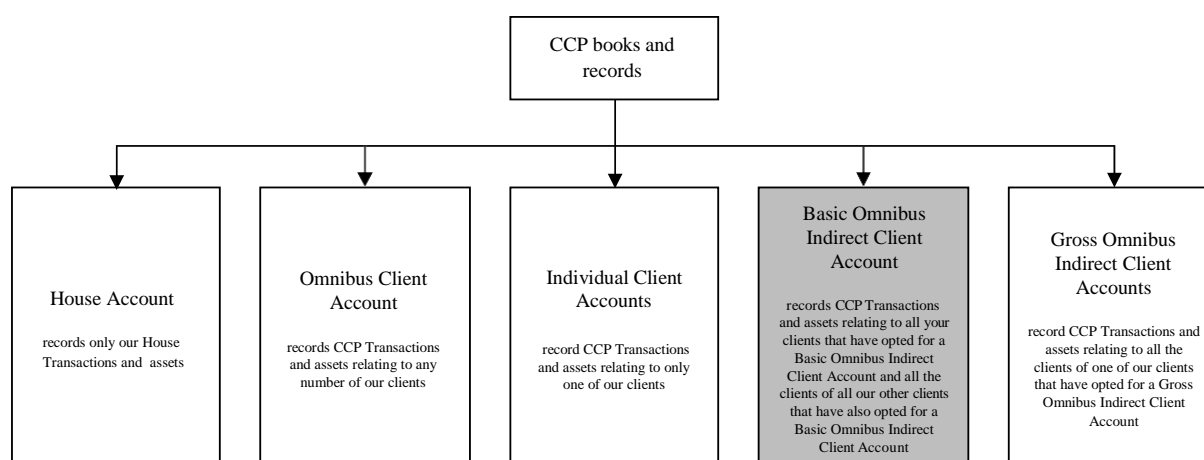 CCP books and
records
House Account
records only our House
Transactions and assets
Omnibus Client
Account
records CCP Transactions
and assets relating to any
number of our clients
Individual Client
Accounts
record CCP Transactions
and assets relating to only
one of our clients
Basic Omnibus
Indirect Client
Account
records CCP Transactions
and assets relating to all your
clients that have opted for a
Basic Omnibus Indirect
Client Account and all the
clients of all our other clients
that have also opted for a
Basic Omnibus Indirect
Client Account
Gross Omnibus
Indirect Client
Accounts
record CCP Transactions and
assets relating to all the
clients of one of our clients
that have opted for a Gross
Omnibus Indirect Client
Account